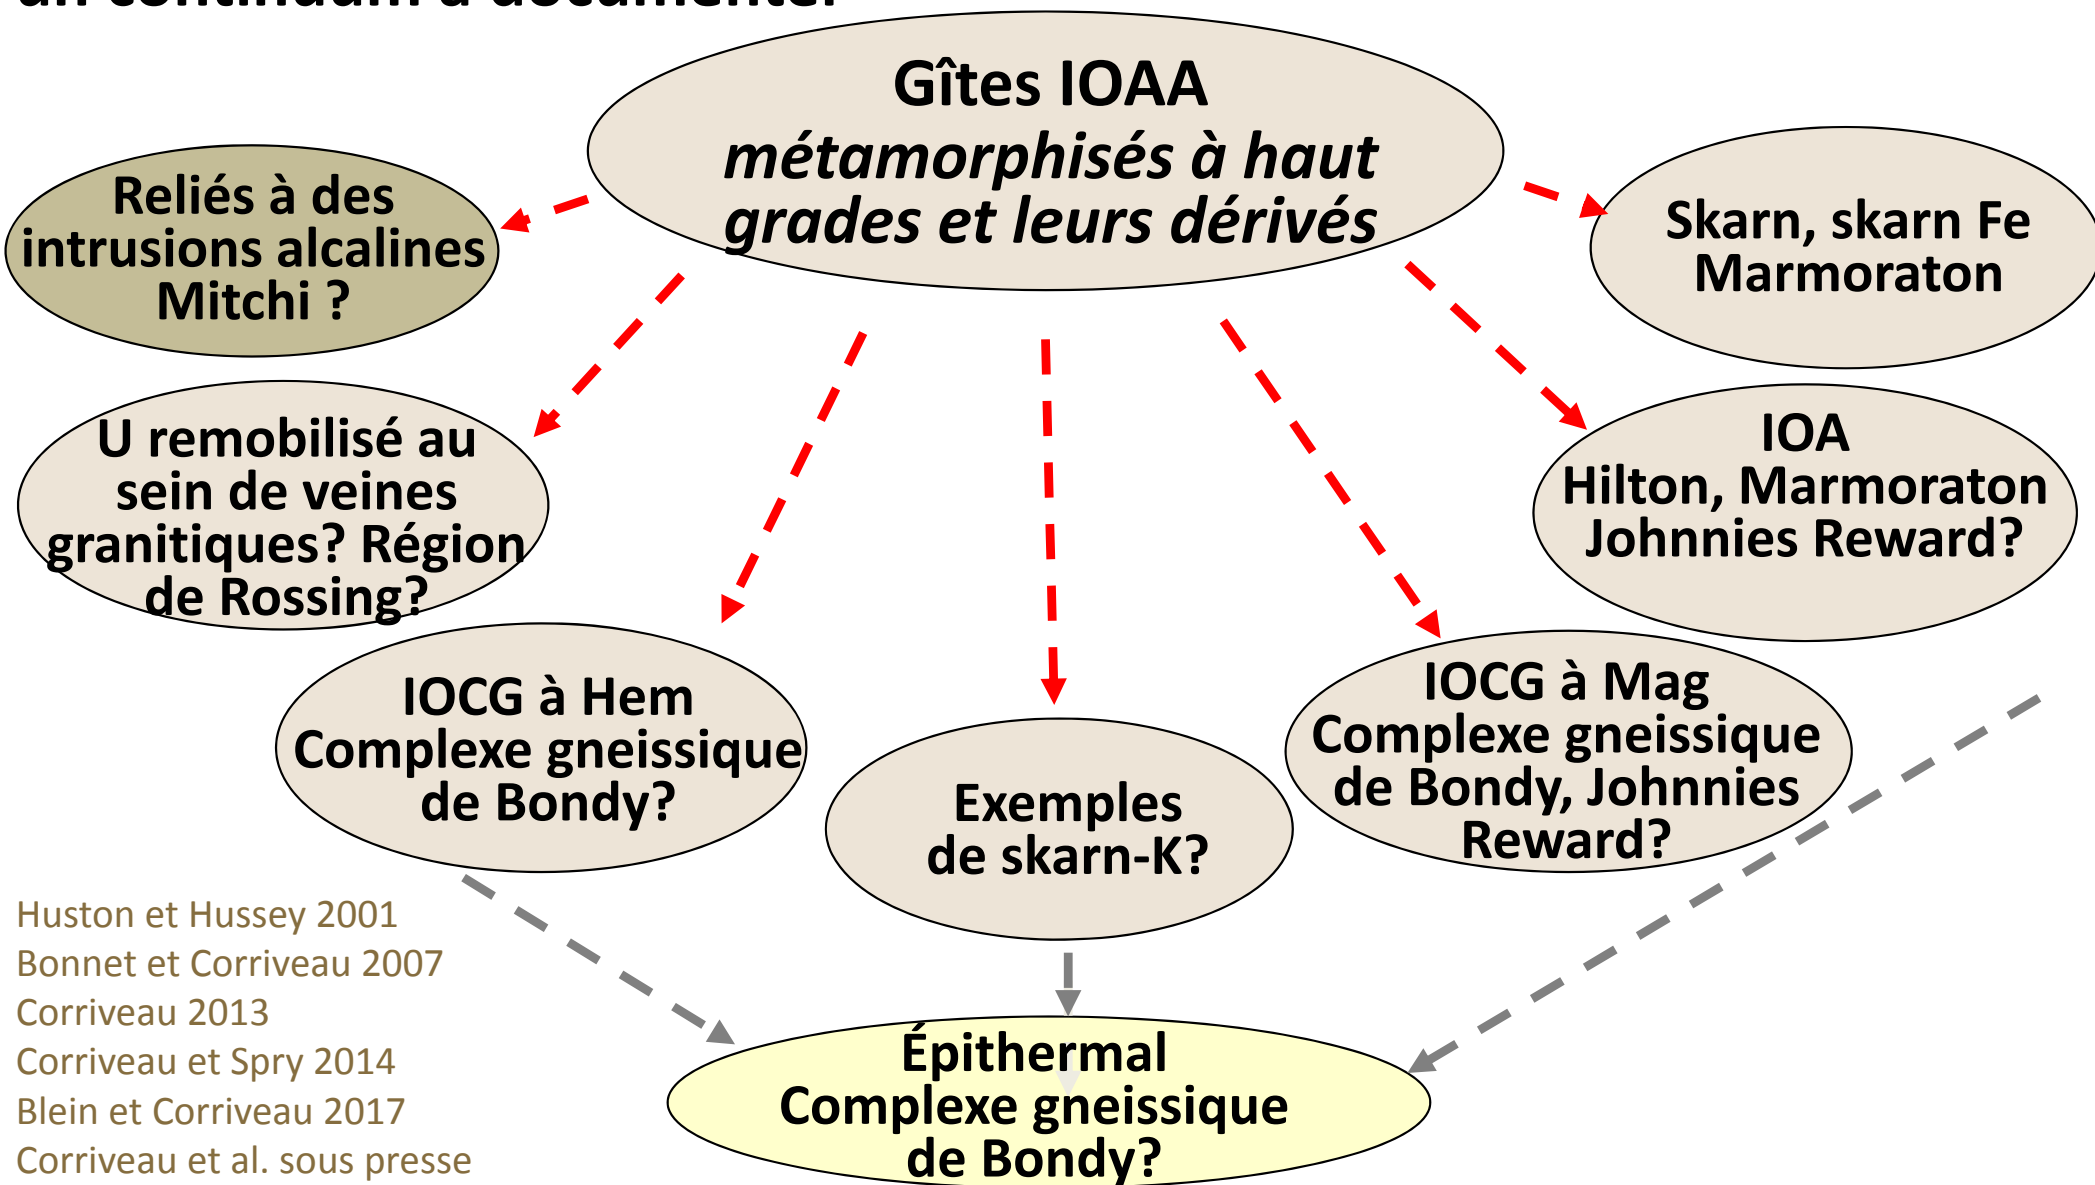 un continuum à documenter
Gîtes IOAA
métamorphisés à haut
grades et leurs dérivés
Reliés à des
intrusions alcalines
Mitchi ?
Skarn, skarn Fe
Marmoraton
U remobilisé au
sein de veines
granitiques? Région
de Rossing?
IOA
Hilton, Marmoraton
Johnnies Reward?
IOCG à Hem
Complexe gneissique
de Bondy?
Exemples
de skarn-K?
IOCG à Mag
Complexe gneissique
de Bondy, Johnnies
Reward?
Épithermal
Complexe gneissique
de Bondy?
Huston et Hussey 2001
Bonnet et Corriveau 2007
Corriveau 2013
Corriveau et Spry 2014
Blein et Corriveau 2017
Corriveau et al. sous presse